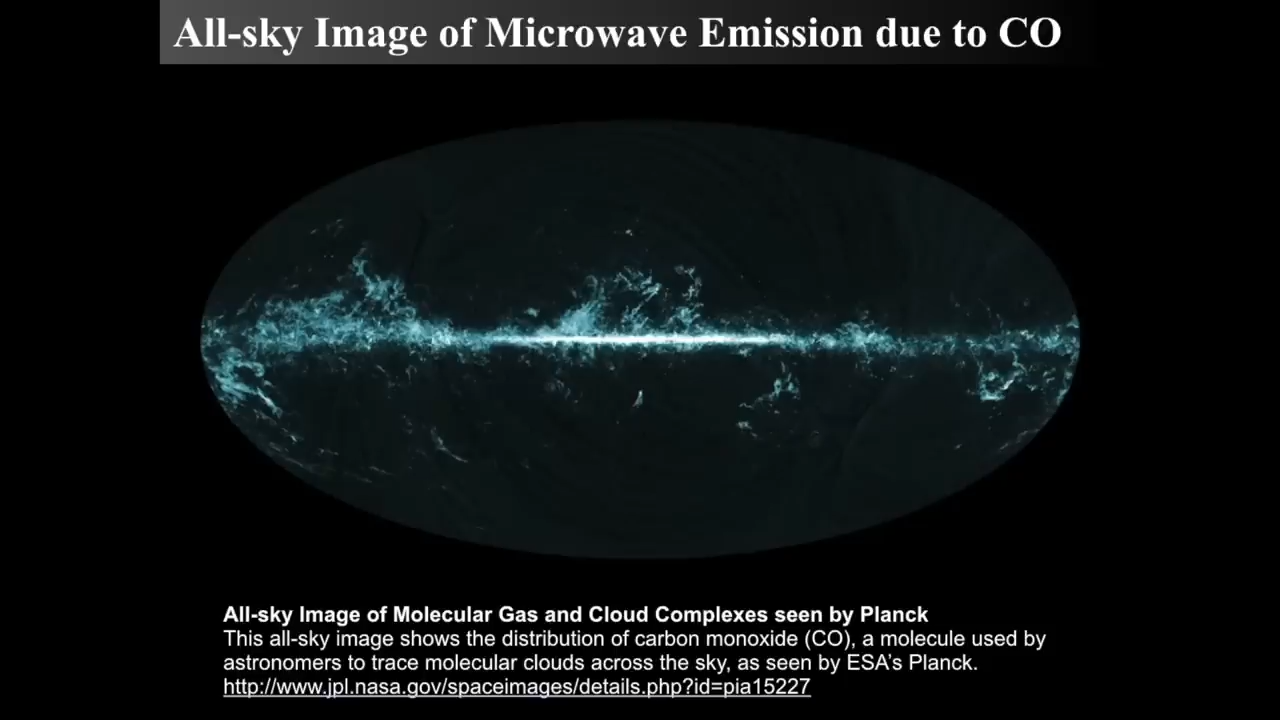 All-sky Image of Microwave Emission due to CO
All-sky Image of Molecular Gas and Cloud Complexes seen by Planck
This all-sky image shows the distribution of carbon monoxide (CO), a molecule used by
astronomers to trace molecular clouds across the sky, as seen by ESA's Planck.
http://www.jpl.nasa.gov/spaceimages/details.php?id=pia15227